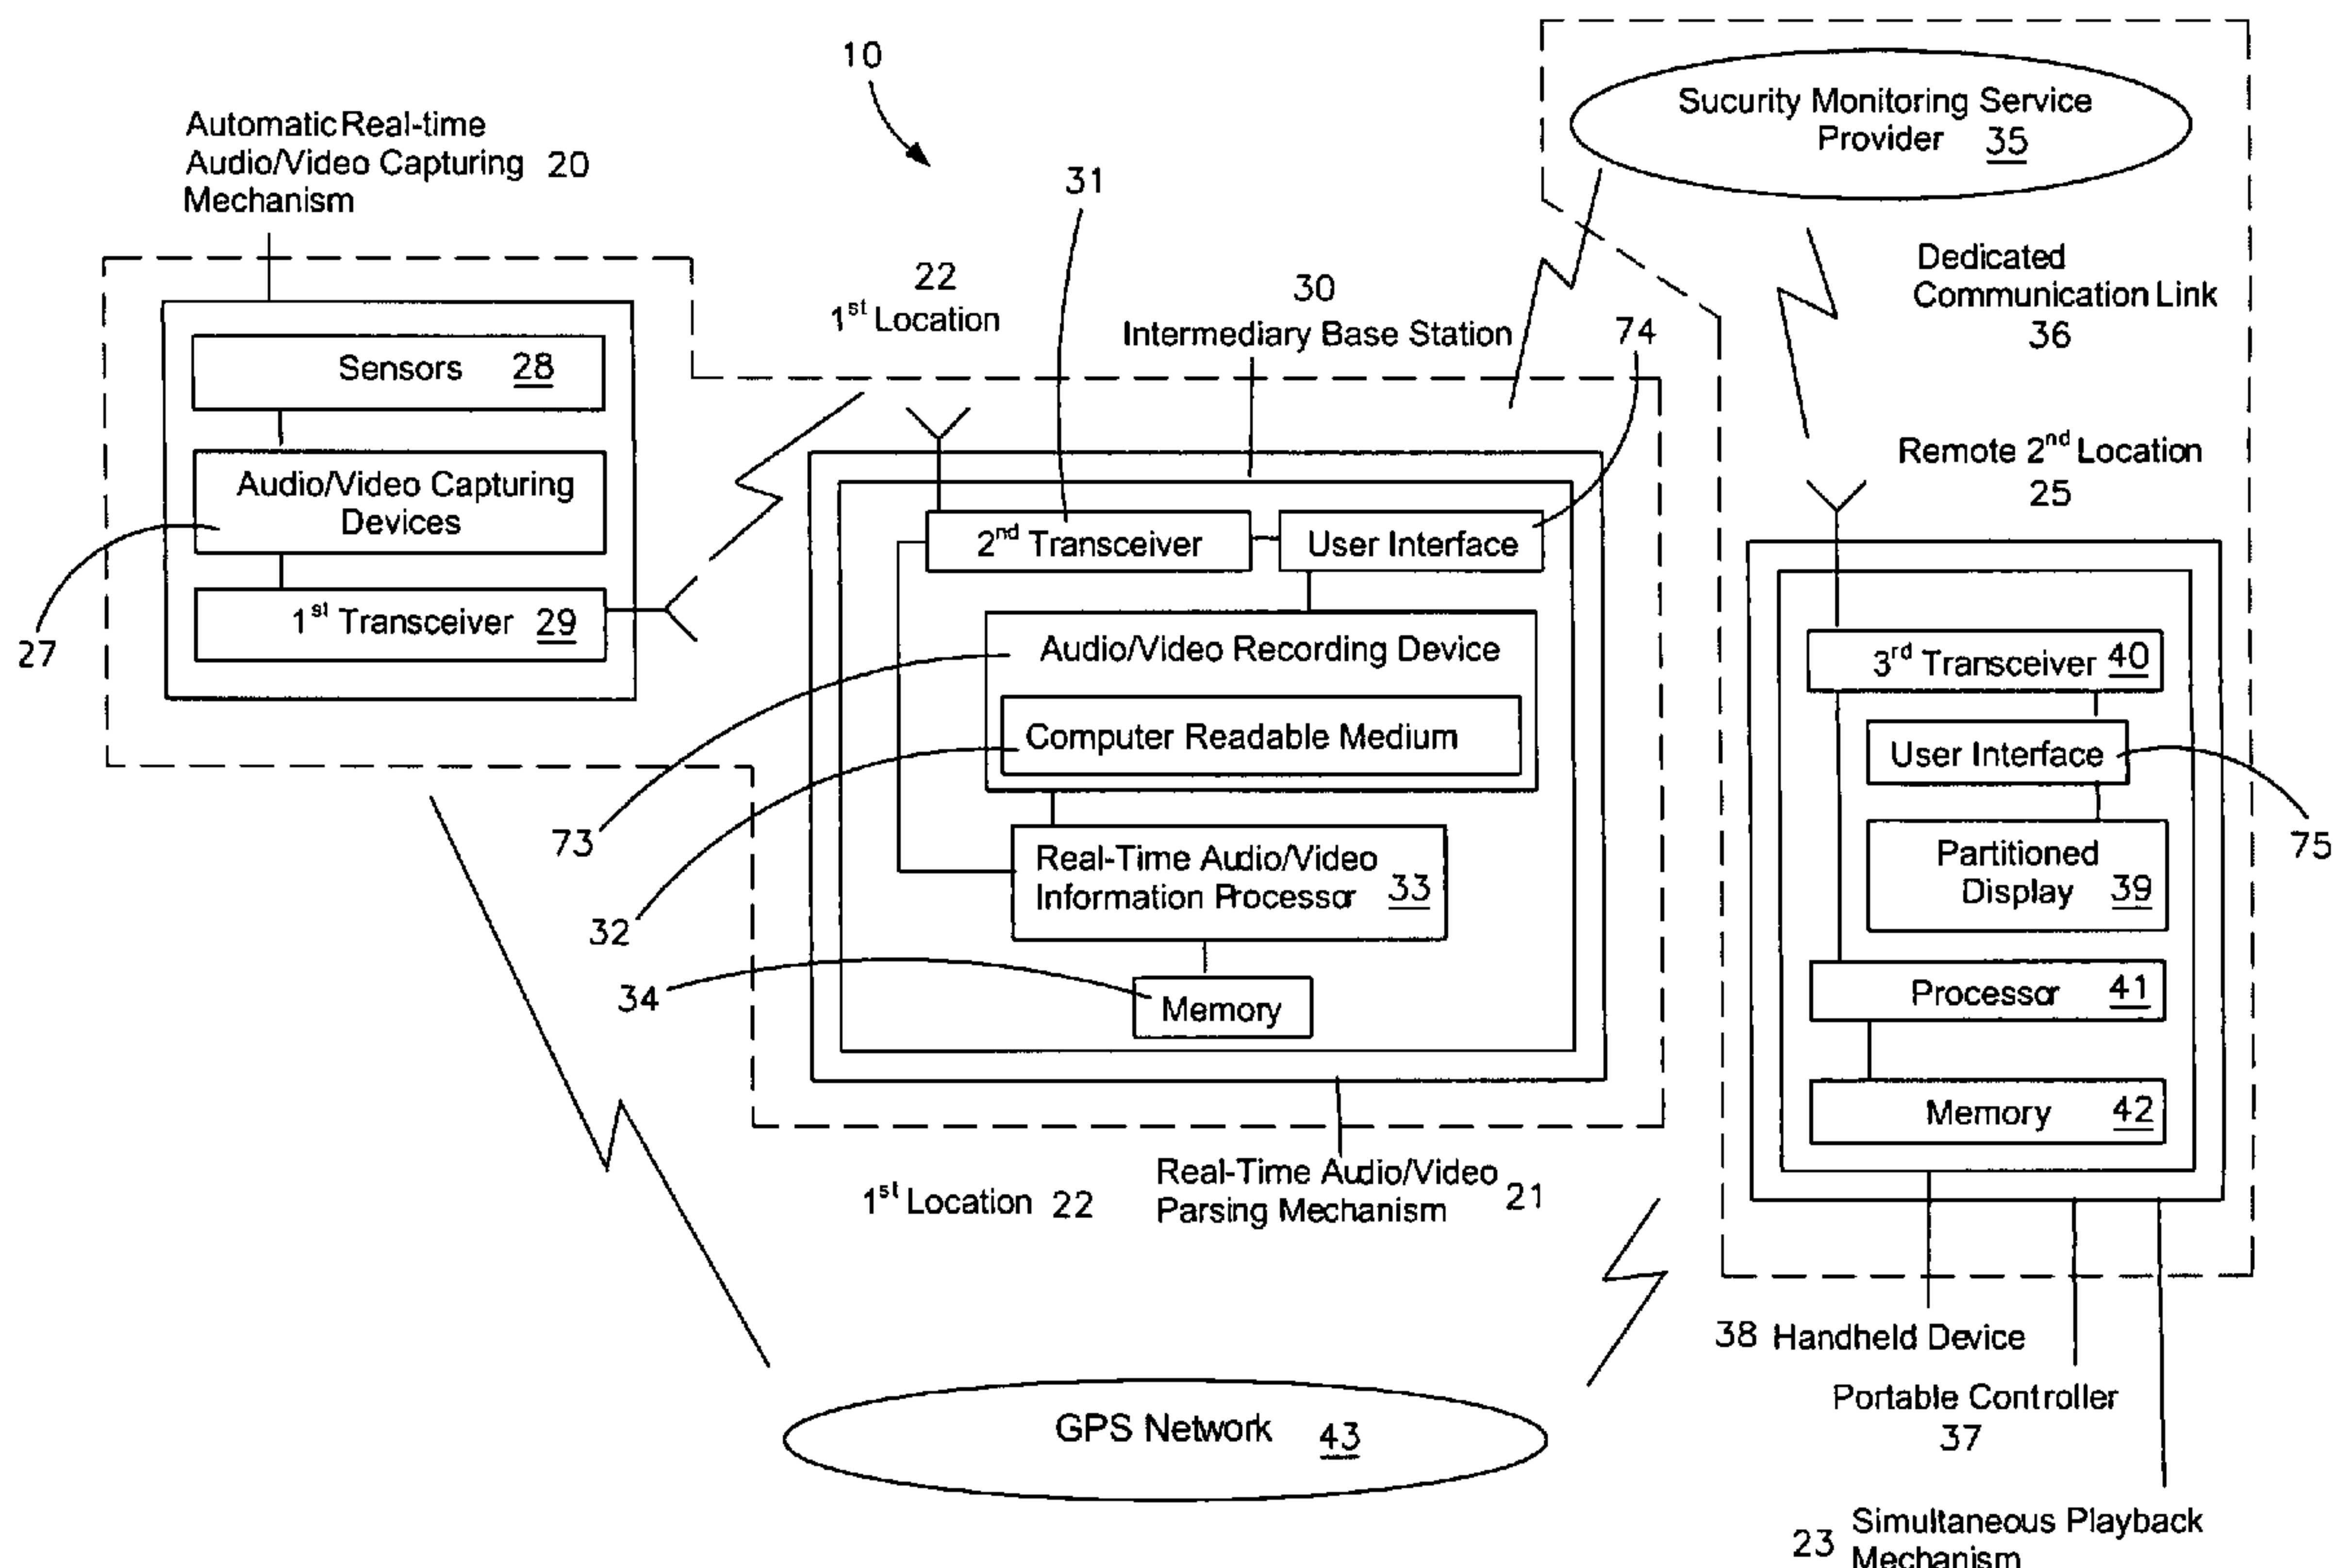 10
Automatic Real-time
Audio/Video Capturing 20
Mechanism
Sensors 28
Audio/Video Capturing
Devices
1st Transceiver 29
27
22
1st Location
31
30
Intermediary Base Station
74
2nd Transceiver
User Interface
Audio/Video Recording Device
Computer Readable Medium
73
Real-Time Audio/Video
Information Processor 33
32
34
Memory
1st Location 22
Real-Time Audio/Video
Parsing Mechanism 21
Sucurity Monitoring Service
Provider 35
Dedicated
Communication Link
36
Remote 2nd Location
25
3rd Transceiver 40
User Interface
75
Partitioned
Display 39
Processor 41
Memory 42
38 Handheld Device
Portable Controller
37
23 Simultaneous Playback
Mechanism
GPS Network 43